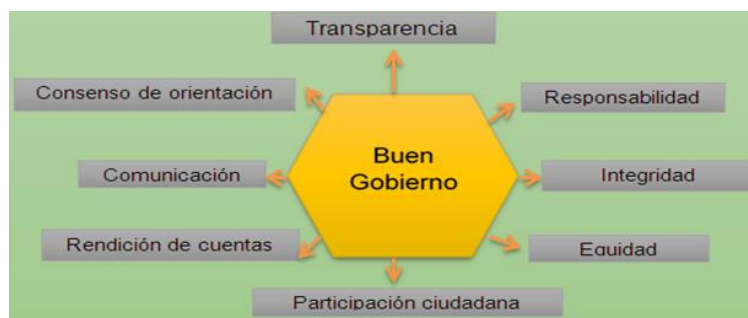 Transparencia
Consenso de orientación
Responsabilidad
Buen
Gobierno
Comunicación
Integridad
Rendición de cuentas
Equidad
Participación ciudadana